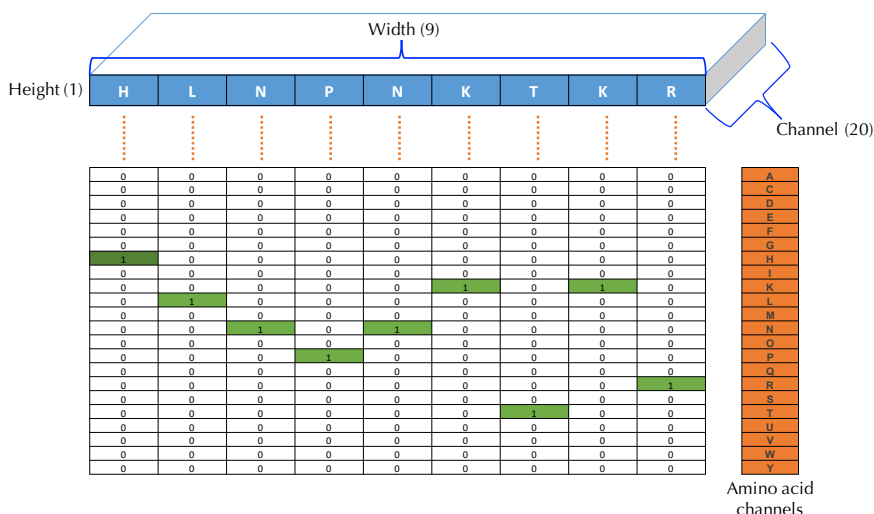 Width (9)
Height (1) H L N P N K T K R
Channel (20)
0 0 0 0 0 0 0 0 0 A
0 0 0 0 0 0 0 0 0 C
0 0 0 0 0 0 0 0 0 D
0 0 0 0 0 0 0 0 0 E
0 0 0 0 0 0 0 0 0 F
0 0 0 0 0 0 0 0 0 G
1 0 0 0 0 0 0 0 0 H
0 0 0 0 0 0 0 0 0 I
0 0 0 0 0 1 0 1 0 K
0 1 0 0 0 0 0 0 0 L
0 0 0 0 0 0 0 0 0 M
0 0 1 0 1 0 0 0 0 N
0 0 0 0 0 0 0 0 0 O
0 0 0 1 0 0 0 0 0 P
0 0 0 0 0 0 0 0 0 Q
0 0 0 0 0 0 0 0 1 R
0 0 0 0 0 0 0 0 0 S
0 0 0 0 0 0 1 0 0 T
0 0 0 0 0 0 0 0 0 U
0 0 0 0 0 0 0 0 0 V
0 0 0 0 0 0 0 0 0 W
0 0 0 0 0 0 0 0 0 Y
Amino acid
channels